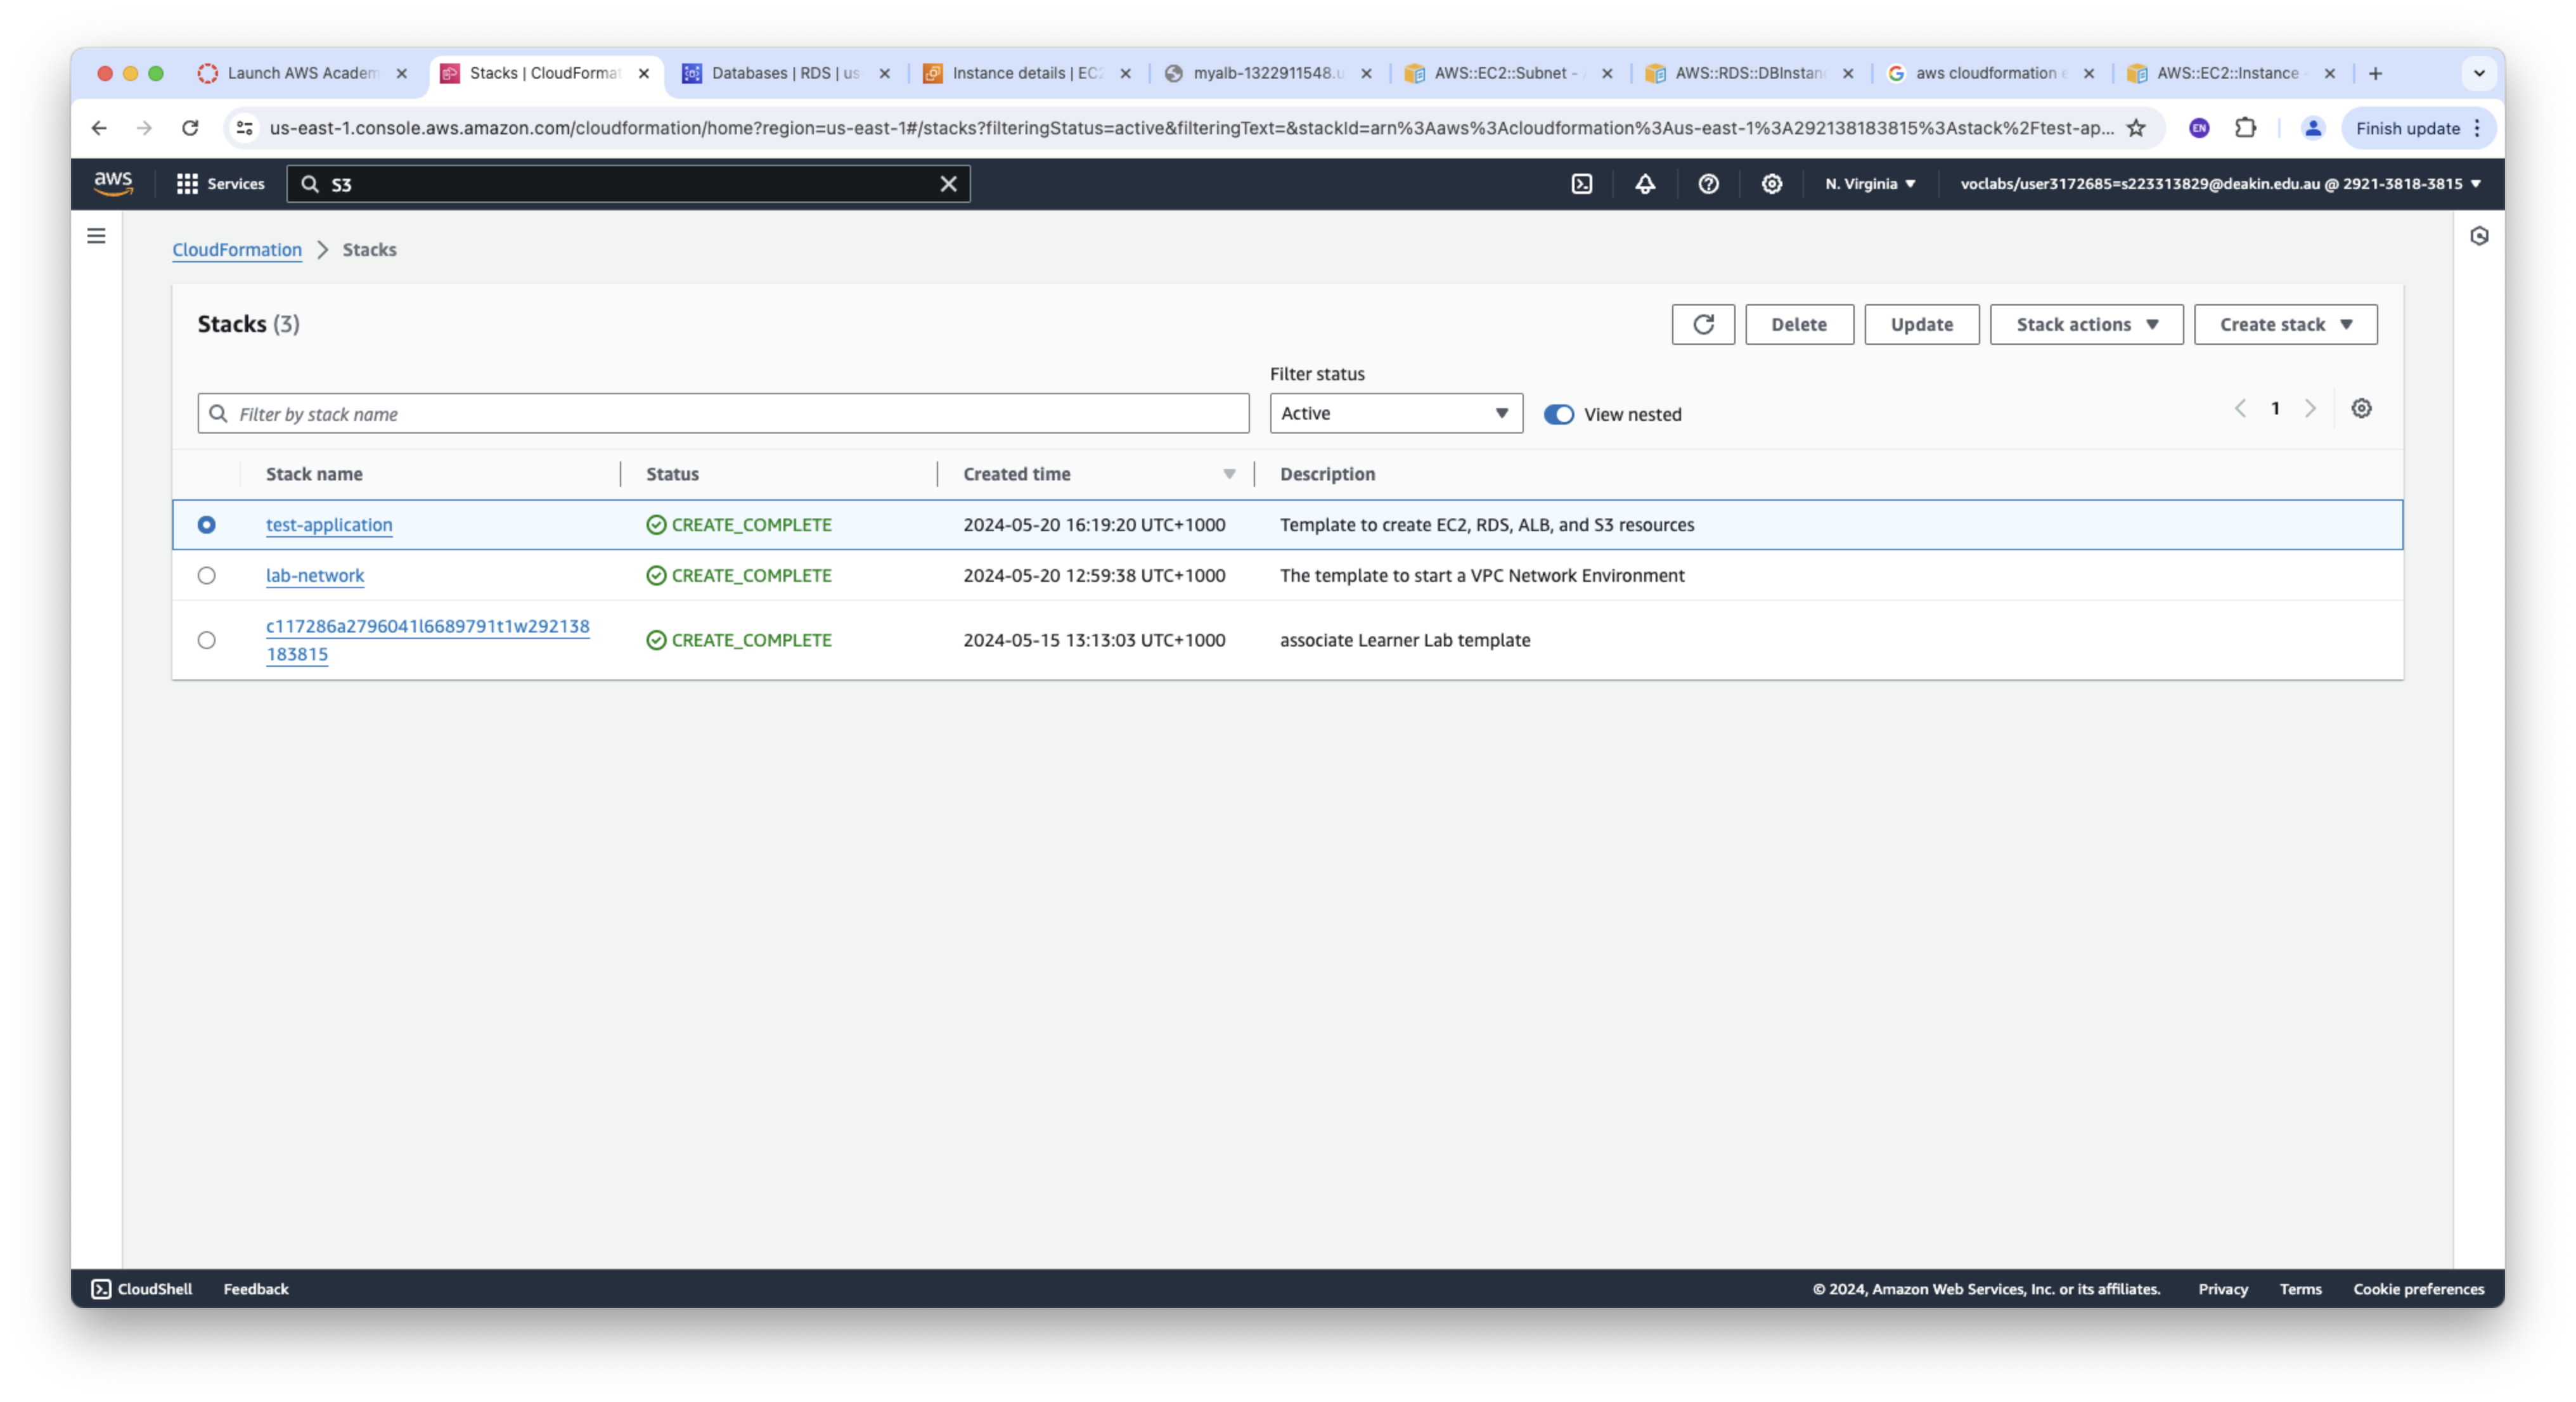 Launch AWS Academ
Stacks | CloudFormat
Databases | RDS | us
Instance details | EC2
myalb-1322911548.u
AWS::EC2::Subnet -
AWS::RDS::DBInstan
aws cloudformation e
AWS::EC2::Instance -
us-east-1.console.aws.amazon.com/cloudformation/home?region=us-east-1#/stacks?filteringStatus=active&filteringText=&stackId=arn%3Aaws%3Acloudformation%3Aus-east-1%3A292138183815%3Astack%2Ftest-ap...
EN
Finish update
aws
Services
S3
N. Virginia
voclabs/user3172685=s223313829@deakin.edu.au @ 2921-3818-3815
CloudFormation
Stacks
Stacks (3)
Delete
Update
Stack actions
Create stack
Filter status
Filter by stack name
Active
View nested
1
Stack name Status Created time Description
test-application CREATE_COMPLETE 2024-05-20 16:19:20 UTC+1000 Template to create EC2, RDS, ALB, and S3 resources
lab-network CREATE_COMPLETE 2024-05-20 12:59:38 UTC+1000 The template to start a VPC Network Environment
c117286a2796041l6689791t1w292138
183815
CREATE_COMPLETE 2024-05-15 13:13:03 UTC+1000 associate Learner Lab template
CloudShell
Feedback
© 2024, Amazon Web Services, Inc. or its affiliates.
Privacy
Terms
Cookie preferences